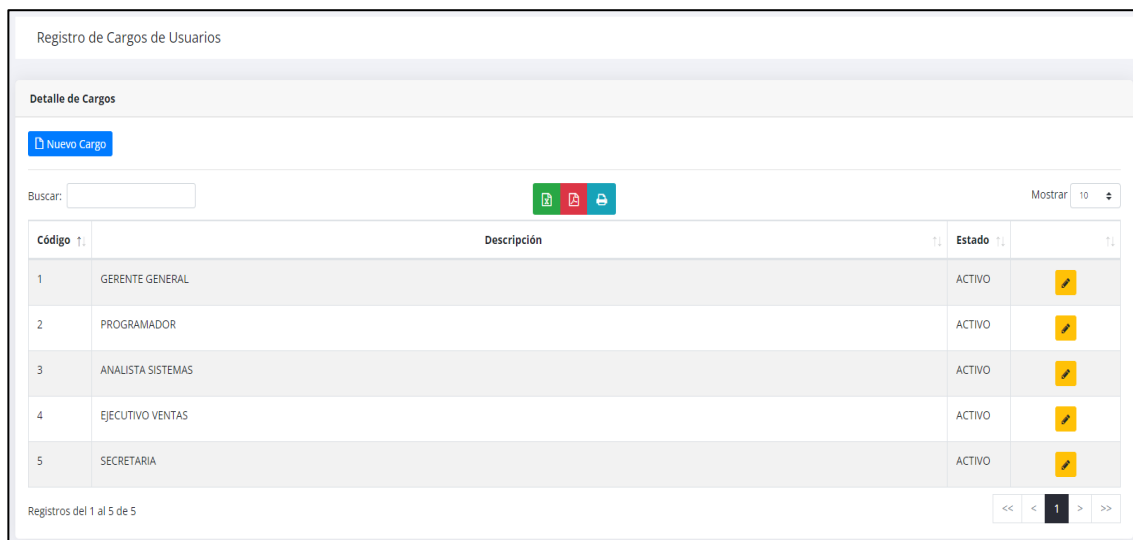 Registro de Cargos de Usuarios
Detalle de Cargos
Nuevo Cargo
Buscar: Mostrar 10
Código Descripción Estado
1 GERENTE GENERAL ACTIVO
2 PROGRAMADOR ACTIVO
3 ANALISTA SISTEMAS ACTIVO
4 EJECUTIVO VENTAS ACTIVO
5 SECRETARIA ACTIVO
Registros del 1 al 5 de 5 << < 1 > >>